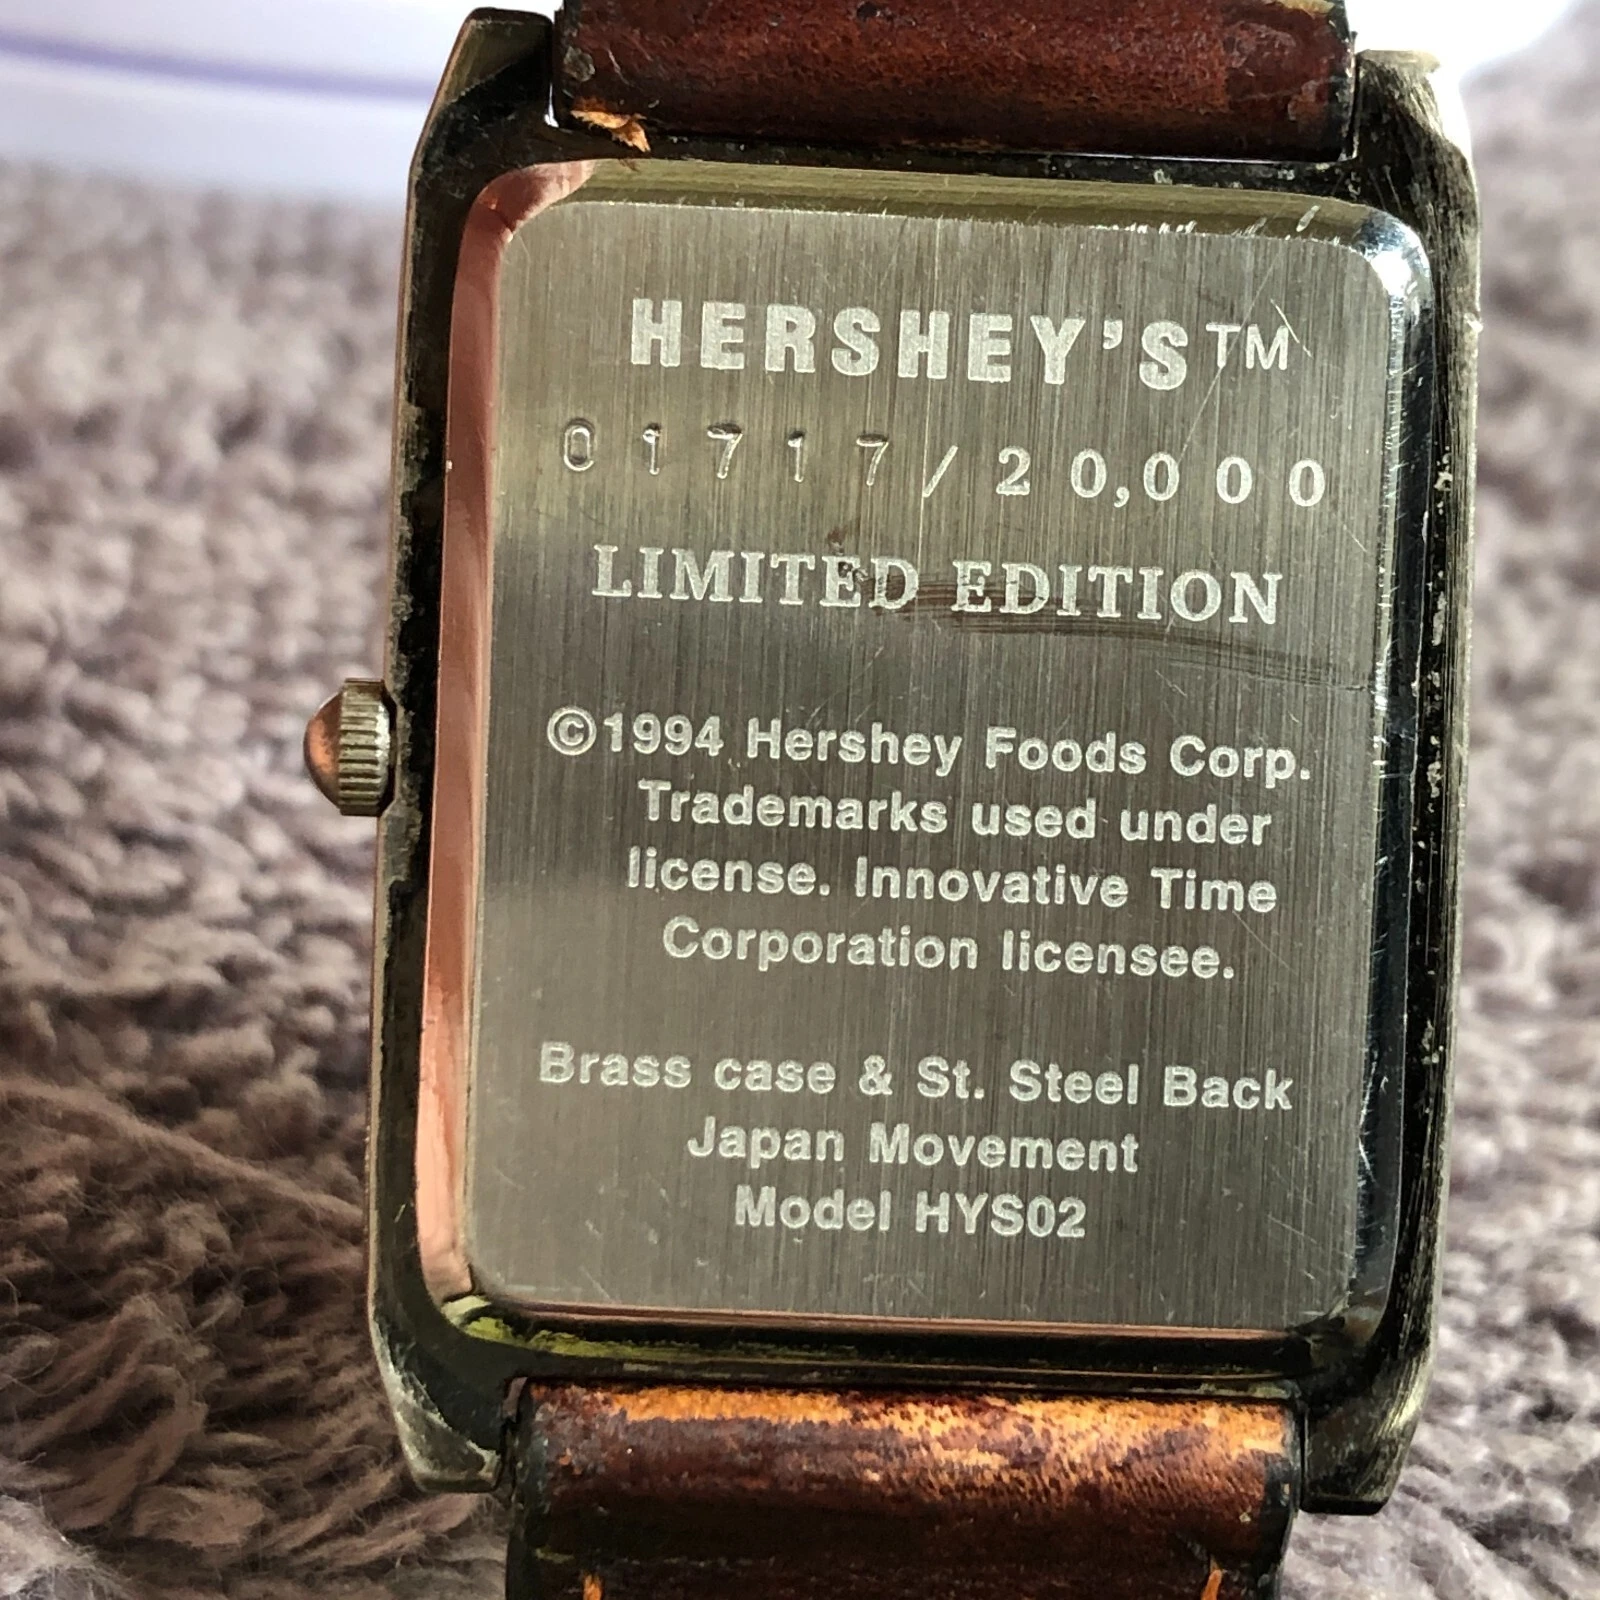 HERSHEY'S™
01717/20,000
LIMITED EDITION
©1994 Hershey Foods Corp.
Trademarks used under
license. Innovative Time
Corporation licensee.
Brass case & St. Steel Back
Japan Movement
Model HYS02